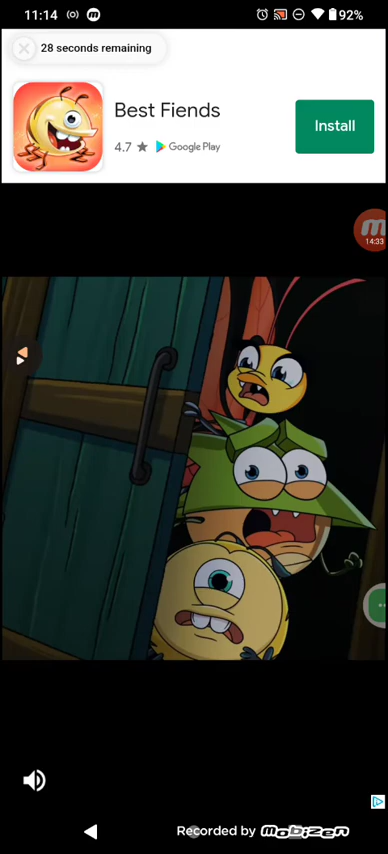 11:14
92%
28 seconds remaining
Best Fiends
4.7
Google Play
Install
14:33
Recorded by mobizen